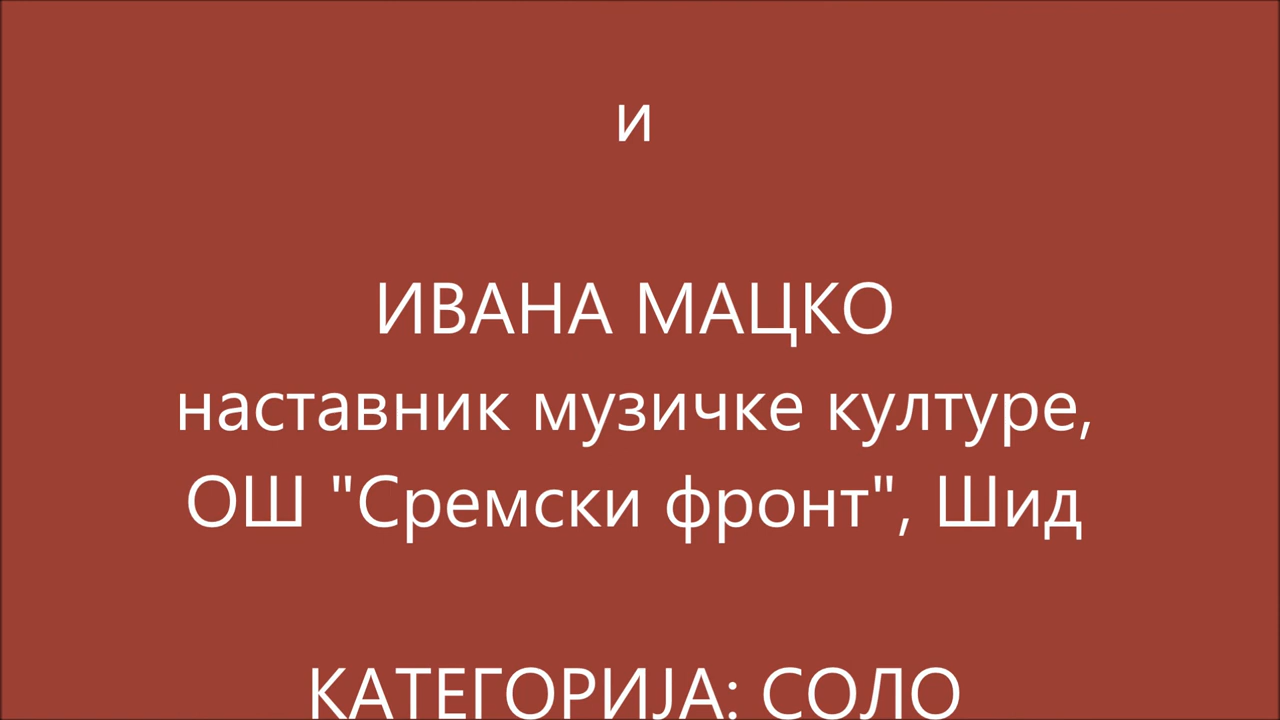 и
ИВАНА МАЦКО
наставник музичке културе,
ОШ "Сремски фронт", Шид
КАТЕГОРИЈА: СОЛО